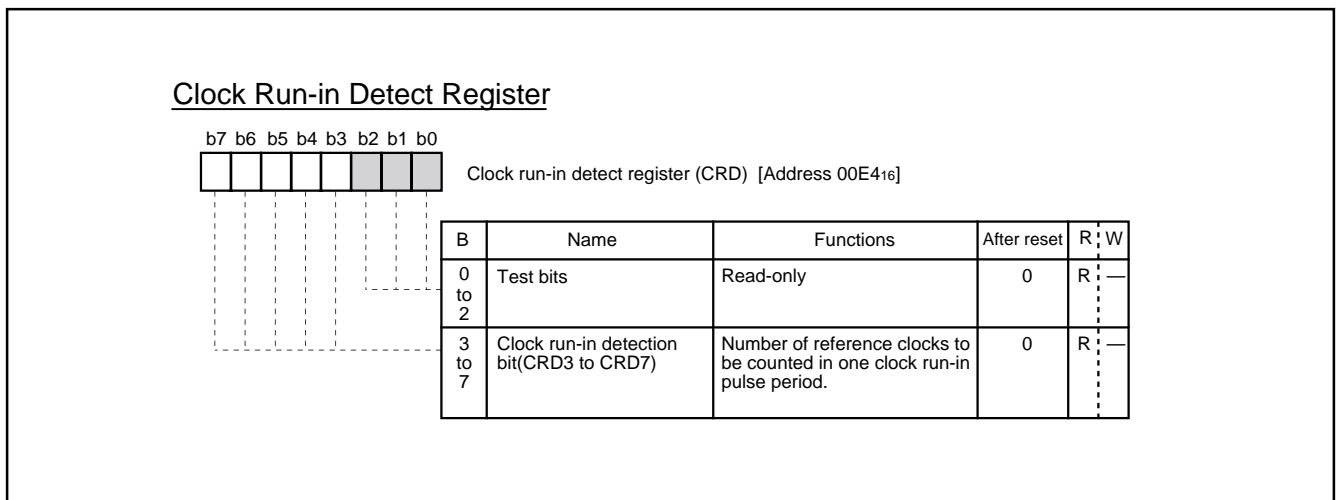 Clock Run-in Detect Register
b7 b6 b5 b4 b3 b2 b1 b0
Clock run-in detect register (CRD) [Address 00E416]
B Name Functions After reset R W
0 to 2 Test bits Read-only 0 R —
3 to 7 Clock run-in detection bit(CRD3 to CRD7) Number of reference clocks to be counted in one clock run-in pulse period. 0 R —